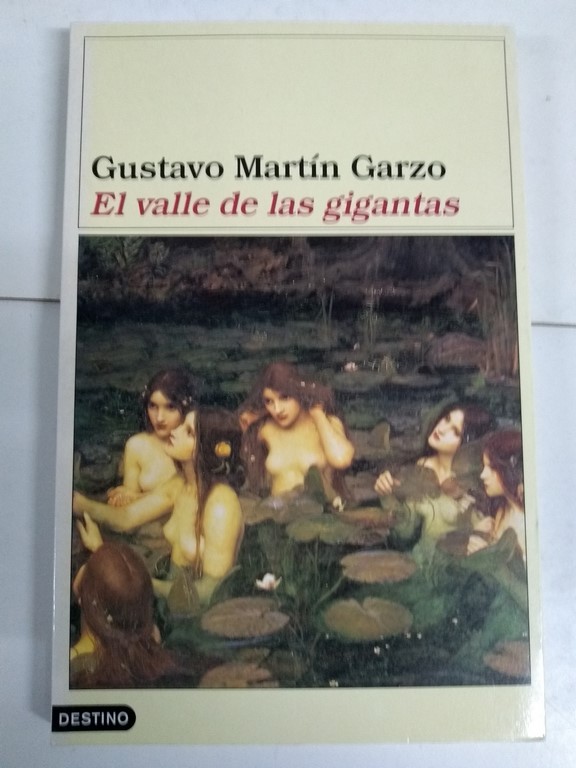 Gustavo Martín Garzo
El valle de las gigantas
DESTINO